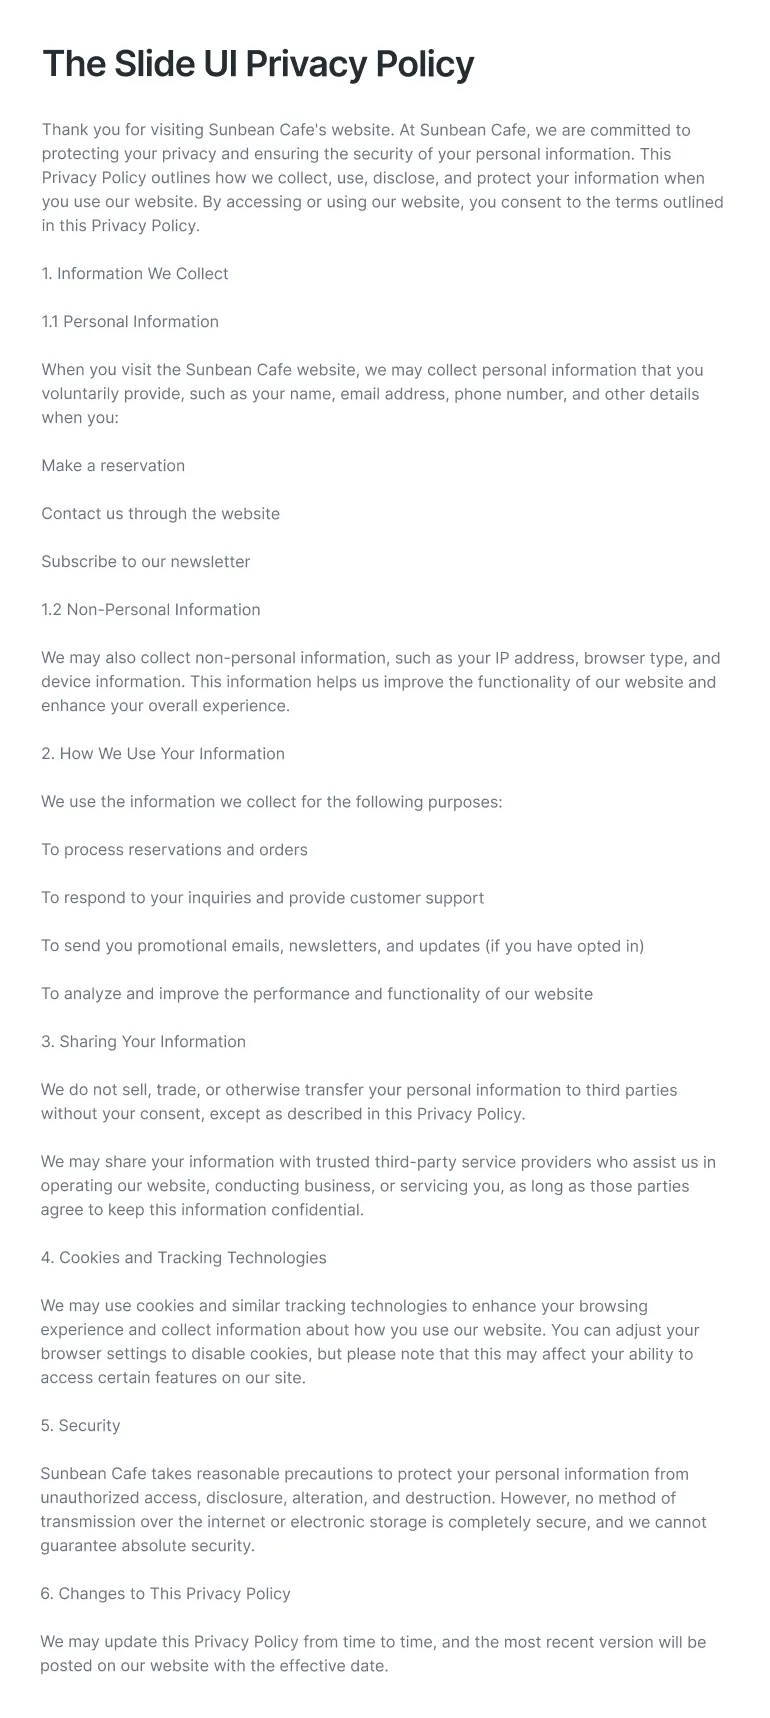 The Slide UI Privacy Policy
Thank you for visiting Sunbean Cafe's website. At Sunbean Cafe, we are committed to
protecting your privacy and ensuring the security of your personal information. This
Privacy Policy outlines how we collect, use, disclose, and protect your information when
you use our website. By accessing or using our website, you consent to the terms outlined
in this Privacy Policy.
1. Information We Collect
1.1 Personal Information
When you visit the Sunbean Cafe website, we may collect personal information that you
voluntarily provide, such as your name, email address, phone number, and other details
when you:
Make a reservation
Contact us through the website
Subscribe to our newsletter
1.2 Non-Personal Information
We may also collect non-personal information, such as your IP address, browser type, and
device information. This information helps us improve the functionality of our website and
enhance your overall experience.
2. How We Use Your Information
We use the information we collect for the following purposes:
To process reservations and orders
To respond to your inquiries and provide customer support
To send you promotional emails, newsletters, and updates (if you have opted in)
To analyze and improve the performance and functionality of our website
3. Sharing Your Information
We do not sell, trade, or otherwise transfer your personal information to third parties
without your consent, except as described in this Privacy Policy.
We may share your information with trusted third-party service providers who assist us in
operating our website, conducting business, or servicing you, as long as those parties
agree to keep this information confidential.
4. Cookies and Tracking Technologies
We may use cookies and similar tracking technologies to enhance your browsing
experience and collect information about how you use our website. You can adjust your
browser settings to disable cookies, but please note that this may affect your ability to
access certain features on our site.
5. Security
Sunbean Cafe takes reasonable precautions to protect your personal information from
unauthorized access, disclosure, alteration, and destruction. However, no method of
transmission over the internet or electronic storage is completely secure, and we cannot
guarantee absolute security.
6. Changes to This Privacy Policy
We may update this Privacy Policy from time to time, and the most recent version will be
posted on our website with the effective date.